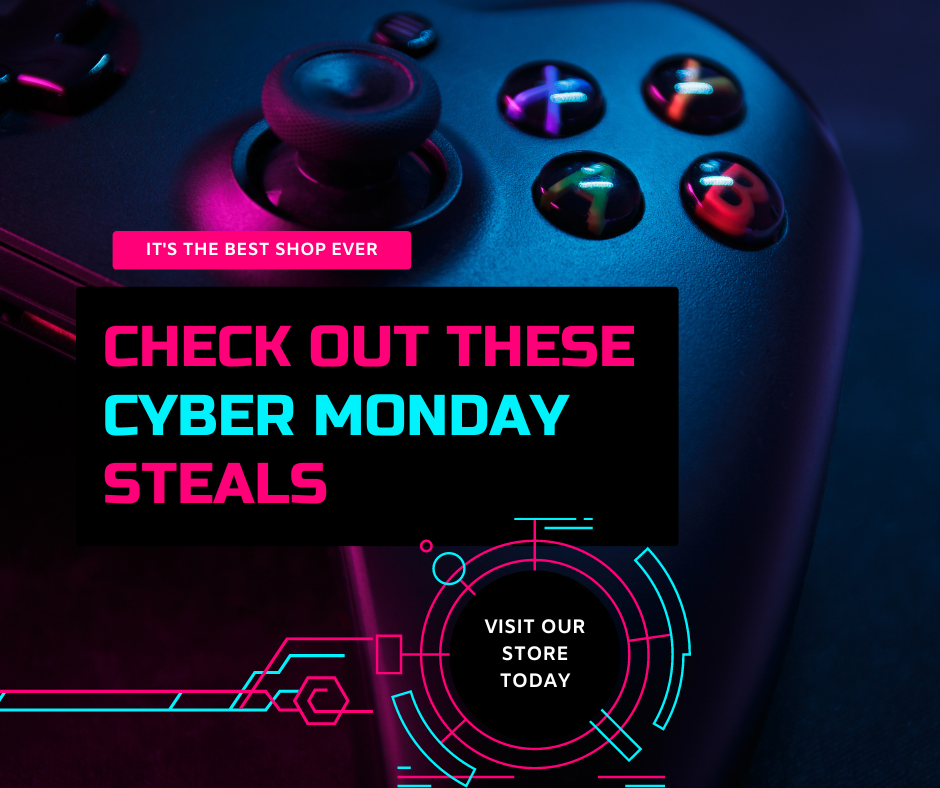 X
Y
A
B
IT'S THE BEST SHOP EVER
CHECK OUT THESE
CYBER MONDAY
STEALS
VISIT OUR
STORE
TODAY